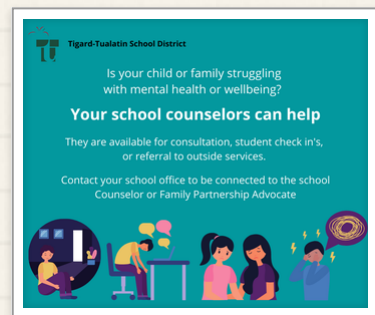 Tigard-Tualatin School District
Is your child or family struggling
with mental health or wellbeing?
Your school counselors can help
They are available for consultation, student check in's,
or referral to outside services.
Contact your school office to be connected to the school
Counselor or Family Partnership Advocate